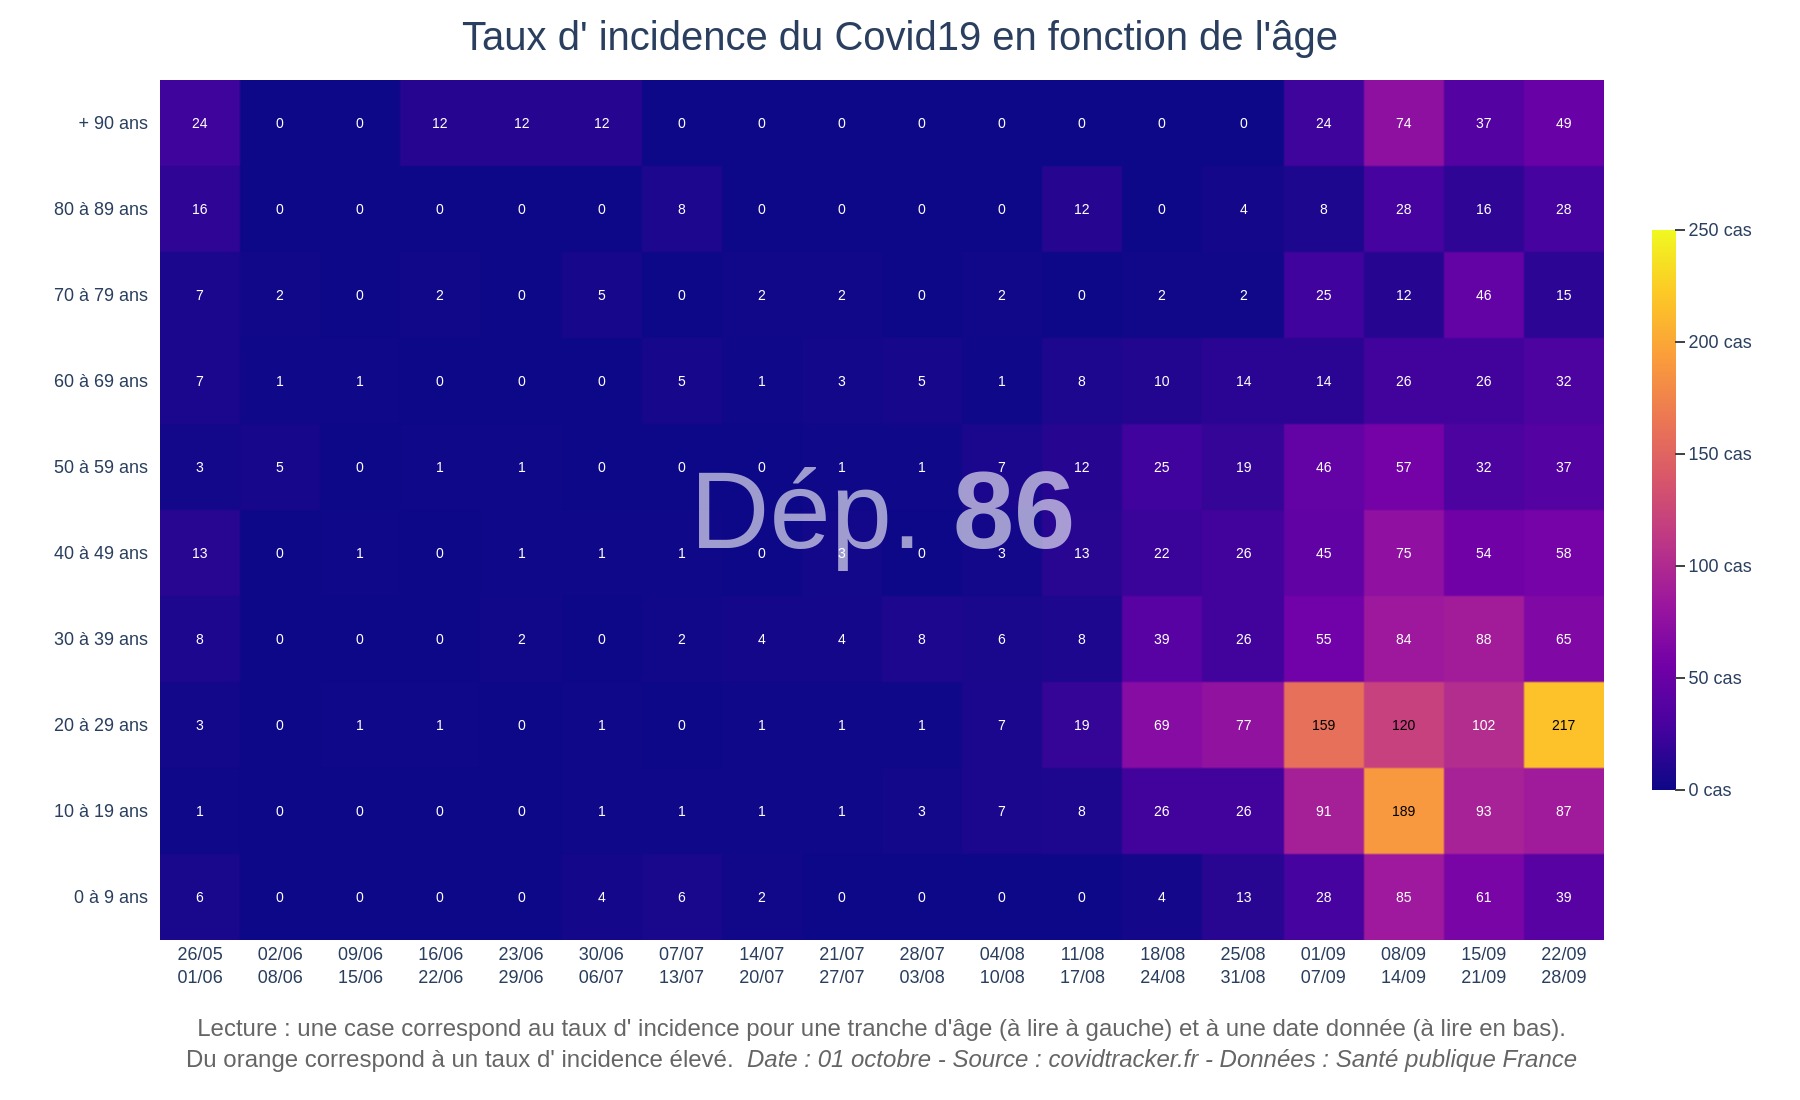 Taux d' incidence du Covid19 en fonction de l'âge
+ 90 ans 24 0 0 12 12 12 0 0 0 0 0 0 0 0 24 74 37 49
80 à 89 ans 16 0 0 0 0 0 8 0 0 0 0 12 0 4 8 28 16 28
70 à 79 ans 7 2 0 2 0 5 0 2 2 0 2 0 2 2 25 12 46 15
60 à 69 ans 7 1 1 0 0 0 5 1 3 5 1 8 10 14 14 26 26 32
50 à 59 ans 3 5 0 1 1 0 0 0 1 1 7 12 25 19 46 57 32 37
Dép. 86
40 à 49 ans 13 0 1 0 1 1 1 0 3 0 3 13 22 26 45 75 54 58
30 à 39 ans 8 0 0 0 2 0 2 4 4 8 6 8 39 26 55 84 88 65
20 à 29 ans 3 0 1 1 0 1 0 1 1 1 7 19 69 77 159 120 102 217
10 à 19 ans 1 0 0 0 0 1 1 1 1 3 7 8 26 26 91 189 93 87
0 à 9 ans 6 0 0 0 0 4 6 2 0 0 0 0 4 13 28 85 61 39
26/05 02/06 09/06 16/06 23/06 30/06 07/07 14/07 21/07 28/07 04/08 11/08 18/08 25/08 01/09 08/09 15/09 22/09
01/06 08/06 15/06 22/06 29/06 06/07 13/07 20/07 27/07 03/08 10/08 17/08 24/08 31/08 07/09 14/09 21/09 28/09
250 cas
200 cas
150 cas
100 cas
50 cas
0 cas
Lecture : une case correspond au taux d' incidence pour une tranche d'âge (à lire à gauche) et à une date donnée (à lire en bas).
Du orange correspond à un taux d' incidence élevé. Date : 01 octobre - Source : covidtracker.fr - Données : Santé publique France